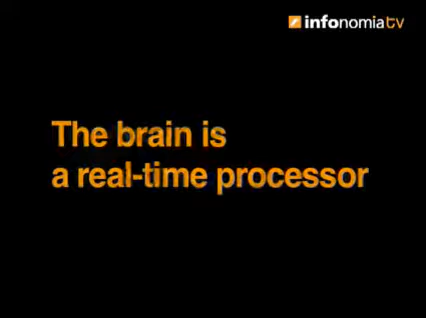 infonomiatv
The brain is
a real-time processor